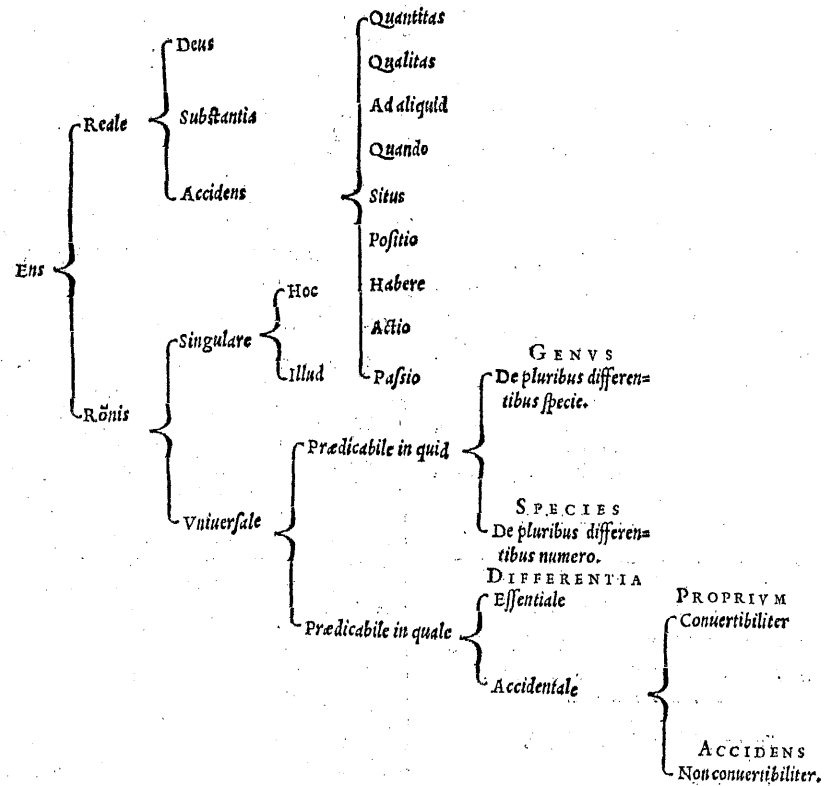 Ens
Reale
Deus
Subſtantia
Accidens
Quantitas
Qualitas
Ad aliquid
Quando
Situs
Poſitio
Habere
Actio
Paſsio
Rõnis
Singulare
Hoc
Illud
Vniuerſale
Prædicabile in quid
GENVS
De pluribus differen=
tibus ſpecie.
SPECIES
De pluribus differen=
tibus numero.
Prædicabile in quale
DIFFERENTIA
Eſſentiale
Accidentale
PROPRIVM
Conuertibiliter
ACCIDENS
Non conuertibiliter.